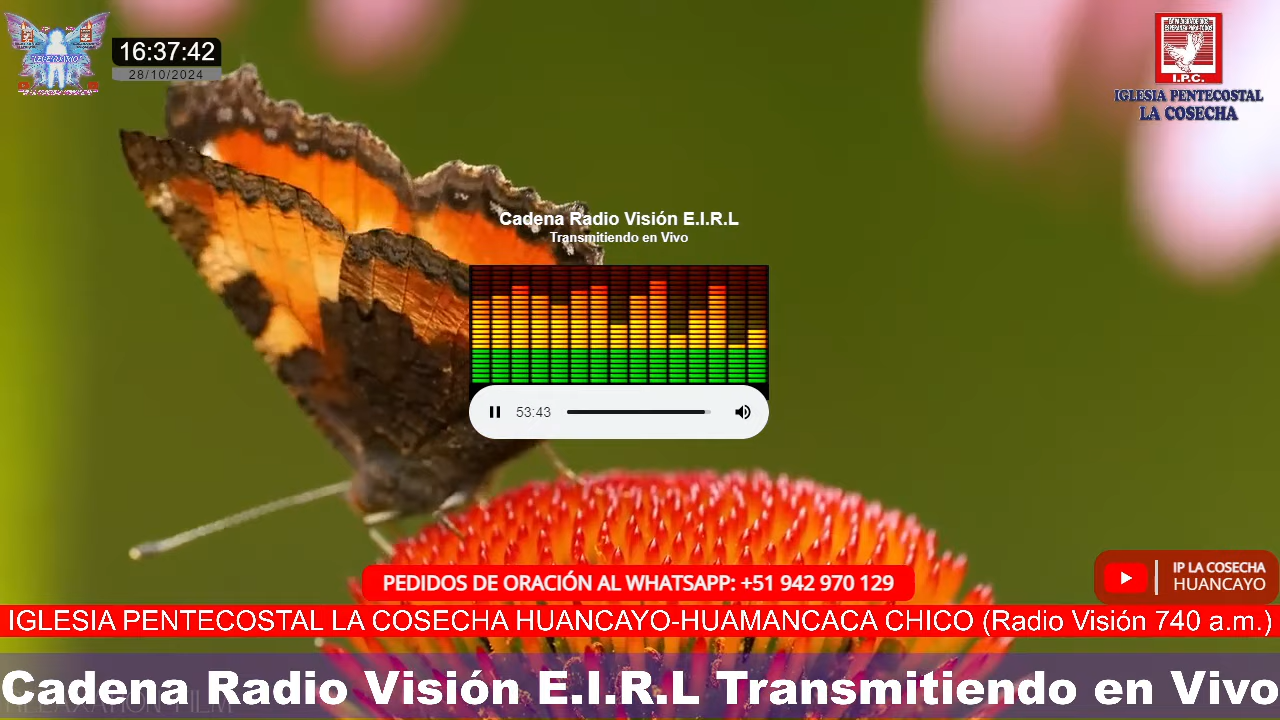 16:37:42
28/10/2024
I.P.C.
IGLESIA PENTECOSTAL
LA COSECHA
Cadena Radio Visión E.I.R.L
Transmitiendo en Vivo
53:43
PEDIDOS DE ORACIÓN AL WHATSAPP: +51 942 970 129
IP LA COSECHA
HUANCAYO
IGLESIA PENTECOSTAL LA COSECHA HUANCAYO-HUAMANCACA CHICO (Radio Visión 740 a.m.)
Cadena Radio Visión E.I.R.L Transmitiendo en Vivo
RELAXATION FILM